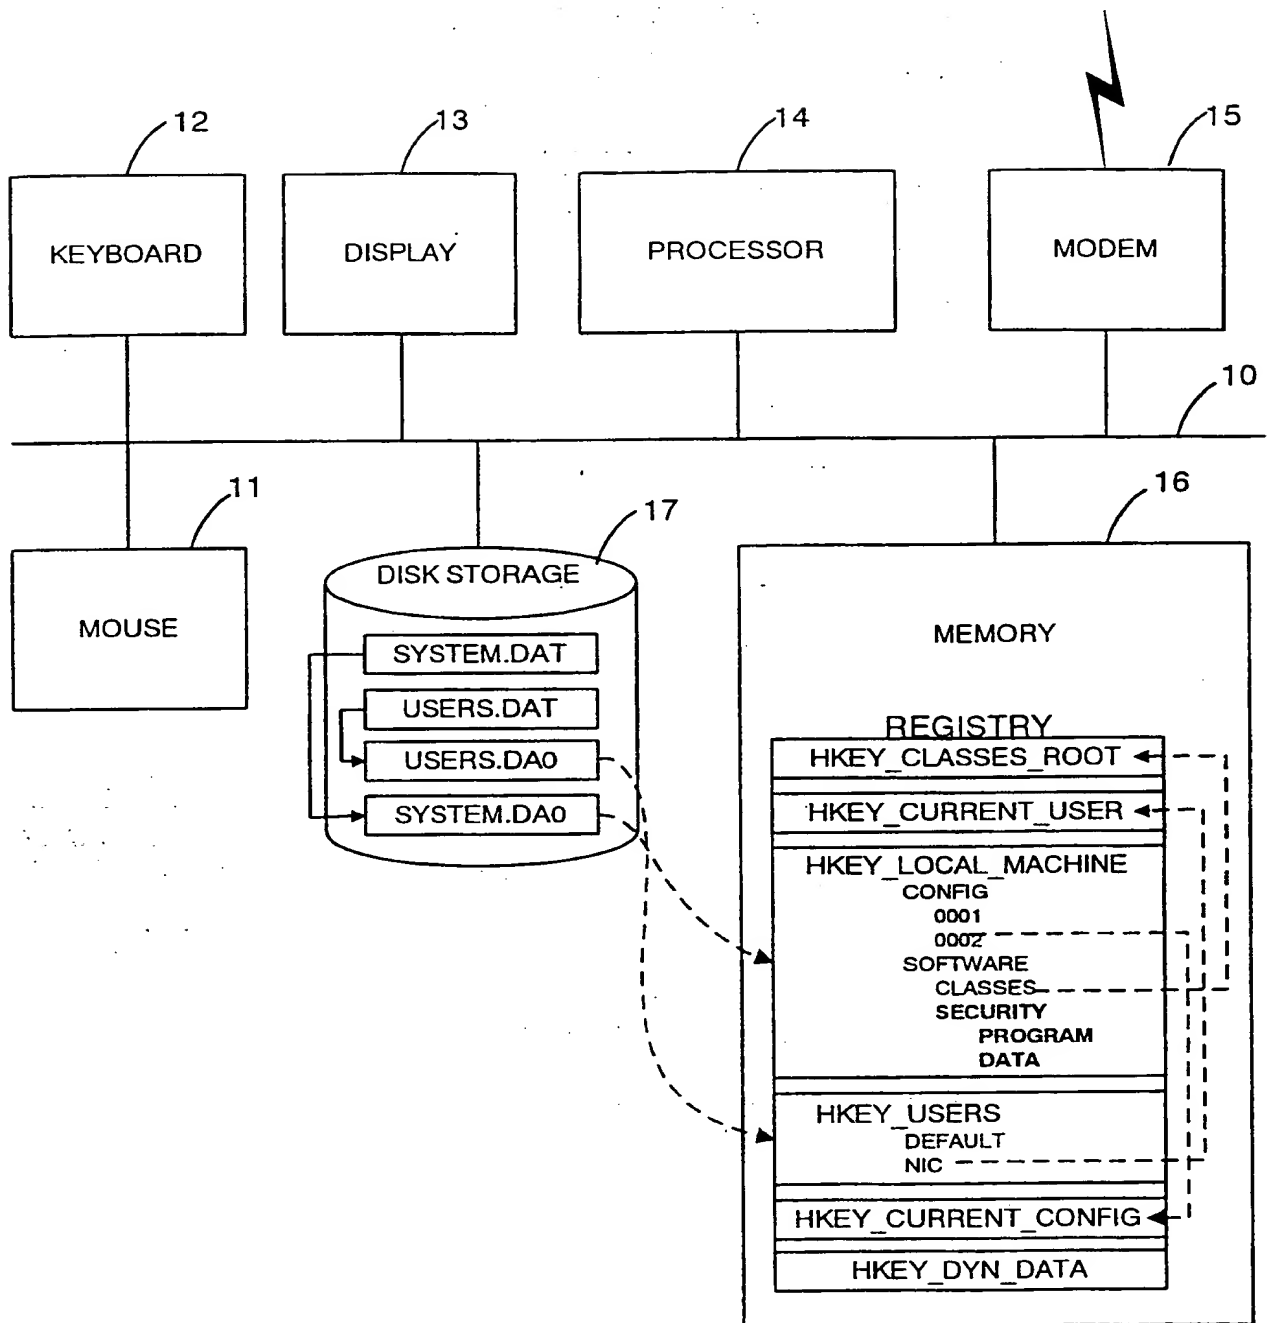 12
13
14
15
KEYBOARD
DISPLAY
PROCESSOR
MODEM
10
11
17
16
MOUSE
DISK STORAGE
SYSTEM.DAT
USERS.DAT
USERS.DA0
SYSTEM.DA0
MEMORY
REGISTRY
HKEY_CLASSES_ROOT
HKEY_CURRENT_USER
HKEY_LOCAL_MACHINE
CONFIG
0001
0002
SOFTWARE
CLASSES
SECURITY
PROGRAM
DATA
HKEY_USERS
DEFAULT
NIC
HKEY_CURRENT_CONFIG
HKEY_DYN_DATA